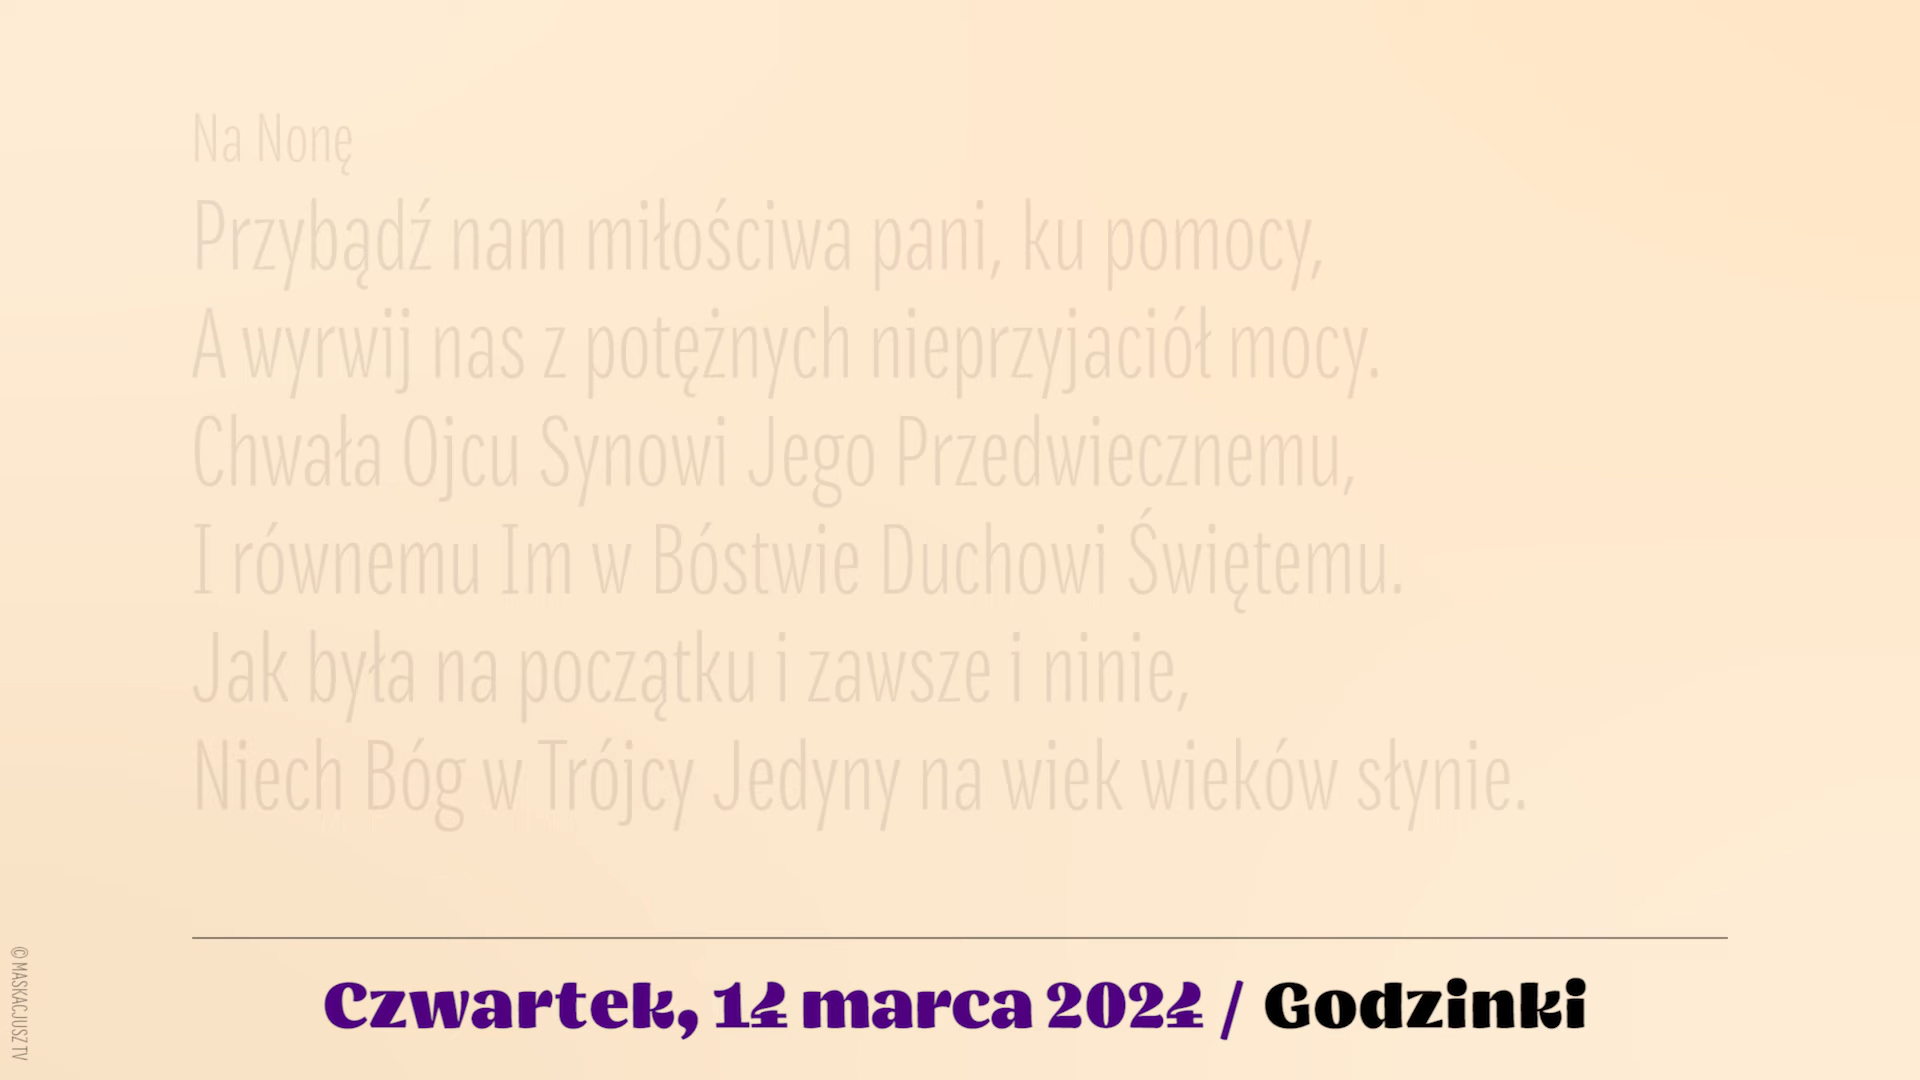 Na Nonę
Przybądź nam miłościwa pani, ku pomocy,
A wyrwij nas z potężnych nieprzyjaciół mocy.
Chwała Ojcu Synowi Jego Przedwiecznemu,
I równemu Im w Bóstwie Duchowi Świętemu.
Jak była na początku i zawsze i ninie,
Niech Bóg w Trójcy Jedyny na wiek wieków słynie.
Czwartek, 14 marca 2024 / Godzinki
© MASKACJUSZ TV